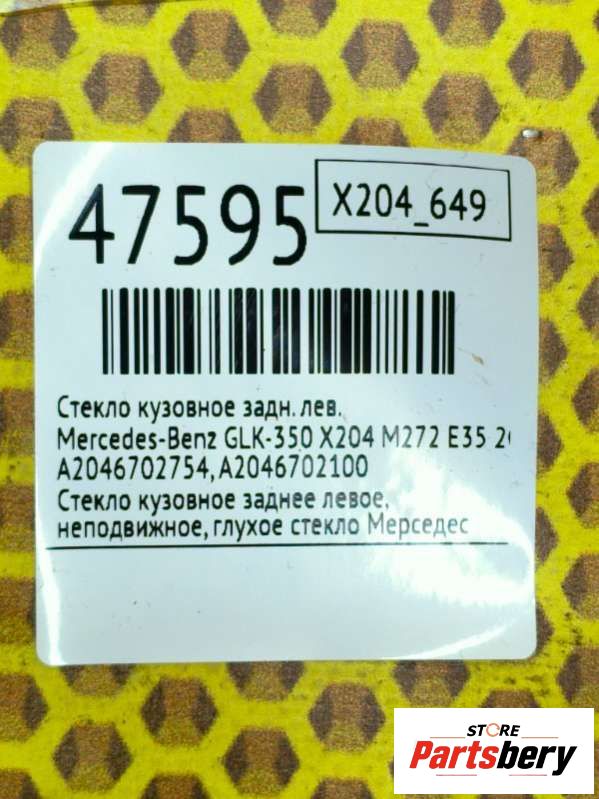 47595
X204_649
Стекло кузовное задн. лев.
Mercedes-Benz GLK-350 X204 M272 E35
A2046702754, A2046702100
Стекло кузовное заднее левое,
неподвижное, глухое стекло Мерседес
STORE
Partsbery